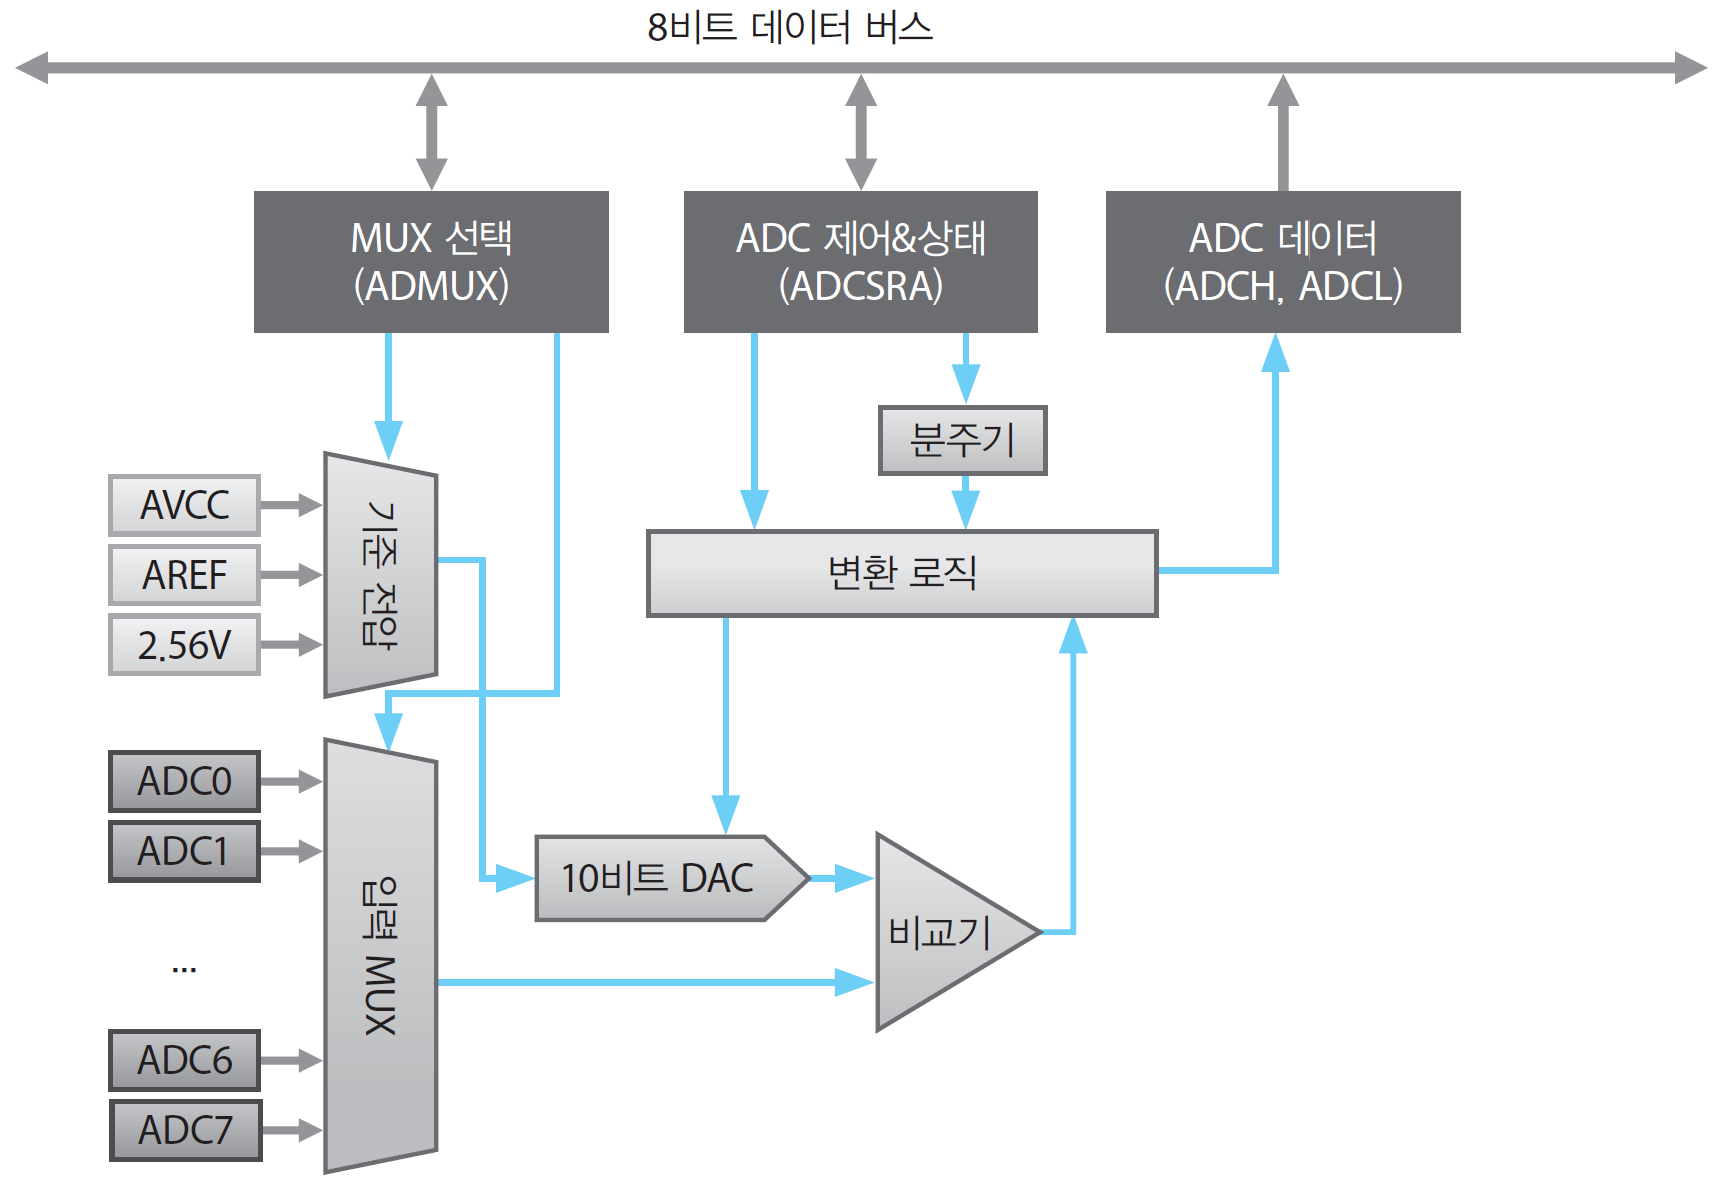 8비트 데이터 버스
MUX 선택
(ADMUX)
ADC 제어&상태
(ADCSRA)
ADC 데이터
(ADCH, ADCL)
분주기
AVCC
AREF
2.56V
기준 전압
변환 로직
ADC0
ADC1
...
ADC6
ADC7
입력 MUX
10비트 DAC
비교기